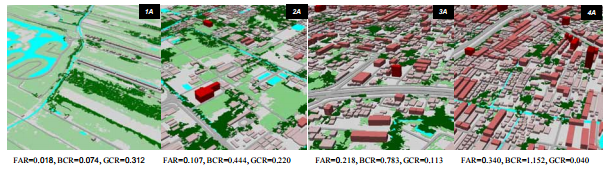 1A
2A
3A
4A
FAR=0.018, BCR=0.074, GCR=0.312
FAR=0.107, BCR=0.444, GCR=0.220
FAR=0.218, BCR=0.783, GCR=0.113
FAR=0.340, BCR=1.152, GCR=0.040